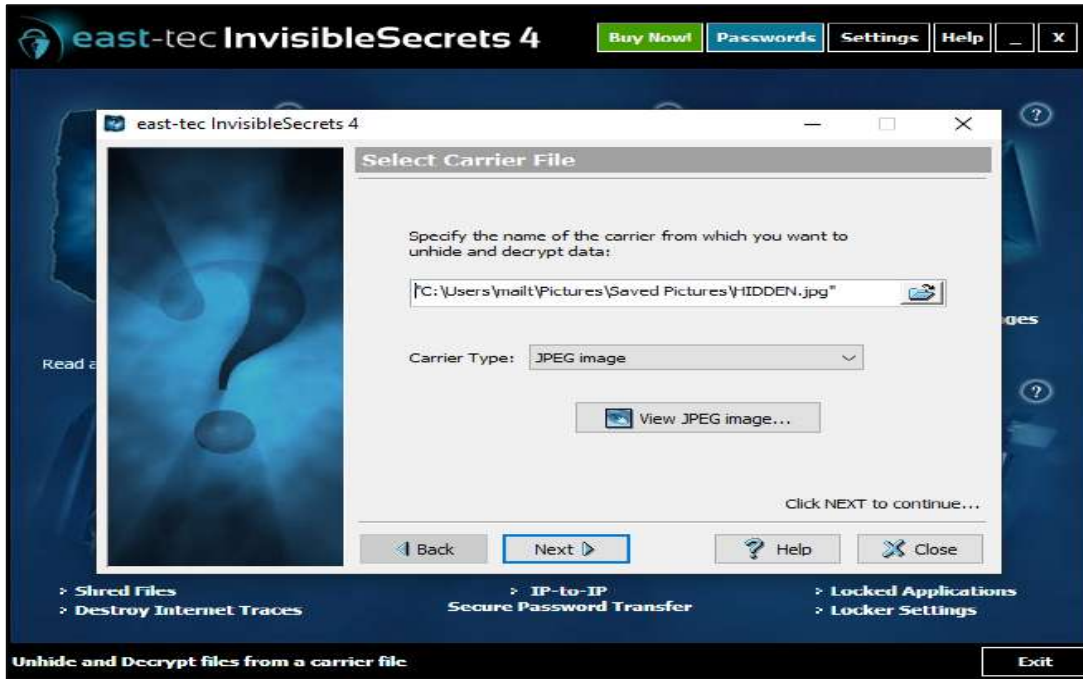 east-tec InvisibleSecrets 4
Buy Now! Passwords Settings Help _ X
east-tec InvisibleSecrets 4
Select Carrier File
Specify the name of the carrier from which you want to
unhide and decrypt data:
"C:\Users\mailt\Pictures\Saved Pictures\HIDDEN.jpg"
Carrier Type: JPEG image
View JPEG image...
Click NEXT to continue...
Back Next Help Close
Read
> Shred Files
> Destroy Internet Traces
> IP-to-IP
Secure Password Transfer
> Locked Applications
> Locker Settings
Unhide and Decrypt files from a carrier file
Exit